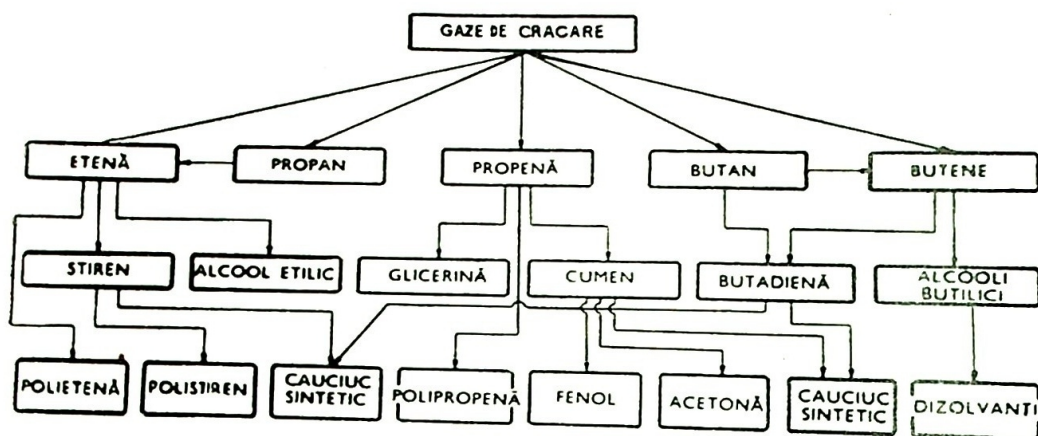 GAZE DE CRACARE
ETENĂ
PROPAN
PROPENĂ
BUTAN
BUTENE
STIREN
ALCOOL ETILIC
GLICERINĂ
CUMEN
BUTADIENĂ
ALCOOLI
BUTILICI
POLIETENĂ
POLISTIREN
CAUCIUC
SINTETIC
POLIPROPENĂ
FENOL
ACETONĂ
CAUCIUC
SINTETIC
DIZOLVANȚI